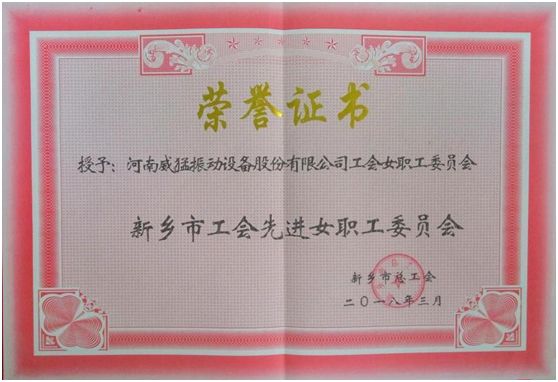 荣誉证书
授予：河南威猛振动设备股份有限公司工会女职工委员会
新乡市工会先进女职工委员会
新乡市总工会
二〇一八年三月